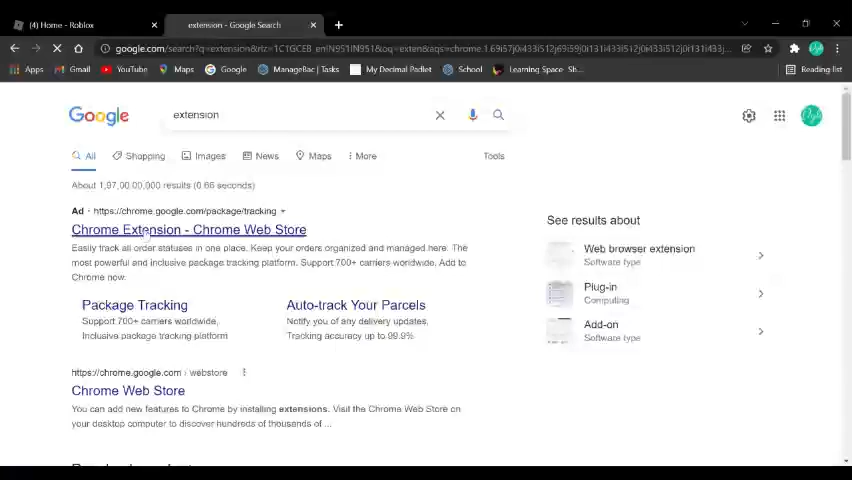 (4) Home - Roblox
extension - Google Search
google.com/search?q=extension&rlz=1C1GCEB_enIN951IN951&oq=exten&aqs=chrome.1.69i57j0i433i512j69i59j0i131i433i512j0i433i512j0i131i433j...
Apps Gmail YouTube Maps Google ManageBac | Tasks My Decimal Padlet School Learning Space- Sh... Reading list
Google
extension
All Shopping Images News Maps More Tools
About 1,97,00,00,000 results (0.66 seconds)
Ad · https://chrome.google.com/package/tracking
Chrome Extension - Chrome Web Store
Easily track all order statuses in one place. Keep your orders organized and managed here. The
most powerful and inclusive package tracking platform. Support 700+ carriers worldwide. Add to
Chrome now.
Package Tracking
Support 700+ carriers worldwide,
Inclusive package tracking platform
Auto-track Your Parcels
Notify you of any delivery updates,
Tracking accuracy up to 99.9%
https://chrome.google.com › webstore
Chrome Web Store
You can add new features to Chrome by installing extensions. Visit the Chrome Web Store on
your desktop computer to discover hundreds of thousands of ...
See results about
Web browser extension
Software type
Plug-in
Computing
Add-on
Software type